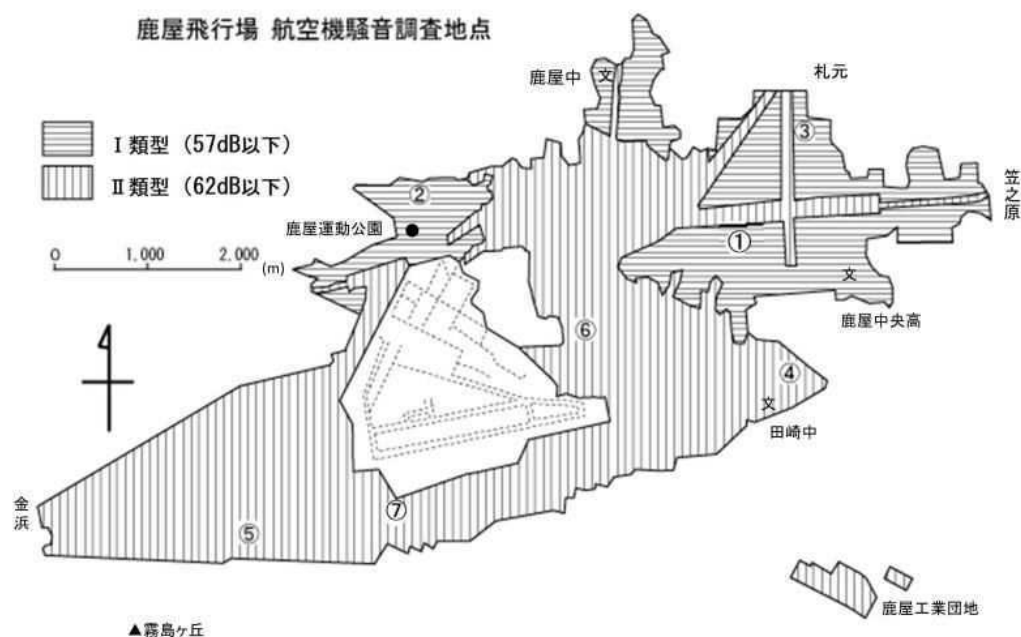 鹿屋飛行場 航空機騒音調査地点
鹿屋中
文
札元
Ⅰ類型（57dB以下）
③
Ⅱ類型（62dB以下）
笠之原
②
鹿屋運動公園
①
0 1,000 2,000 (m)
文
鹿屋中央高
⑥
④
文
田崎中
金浜
⑦
⑤
鹿屋工業団地
▲霧島ヶ丘